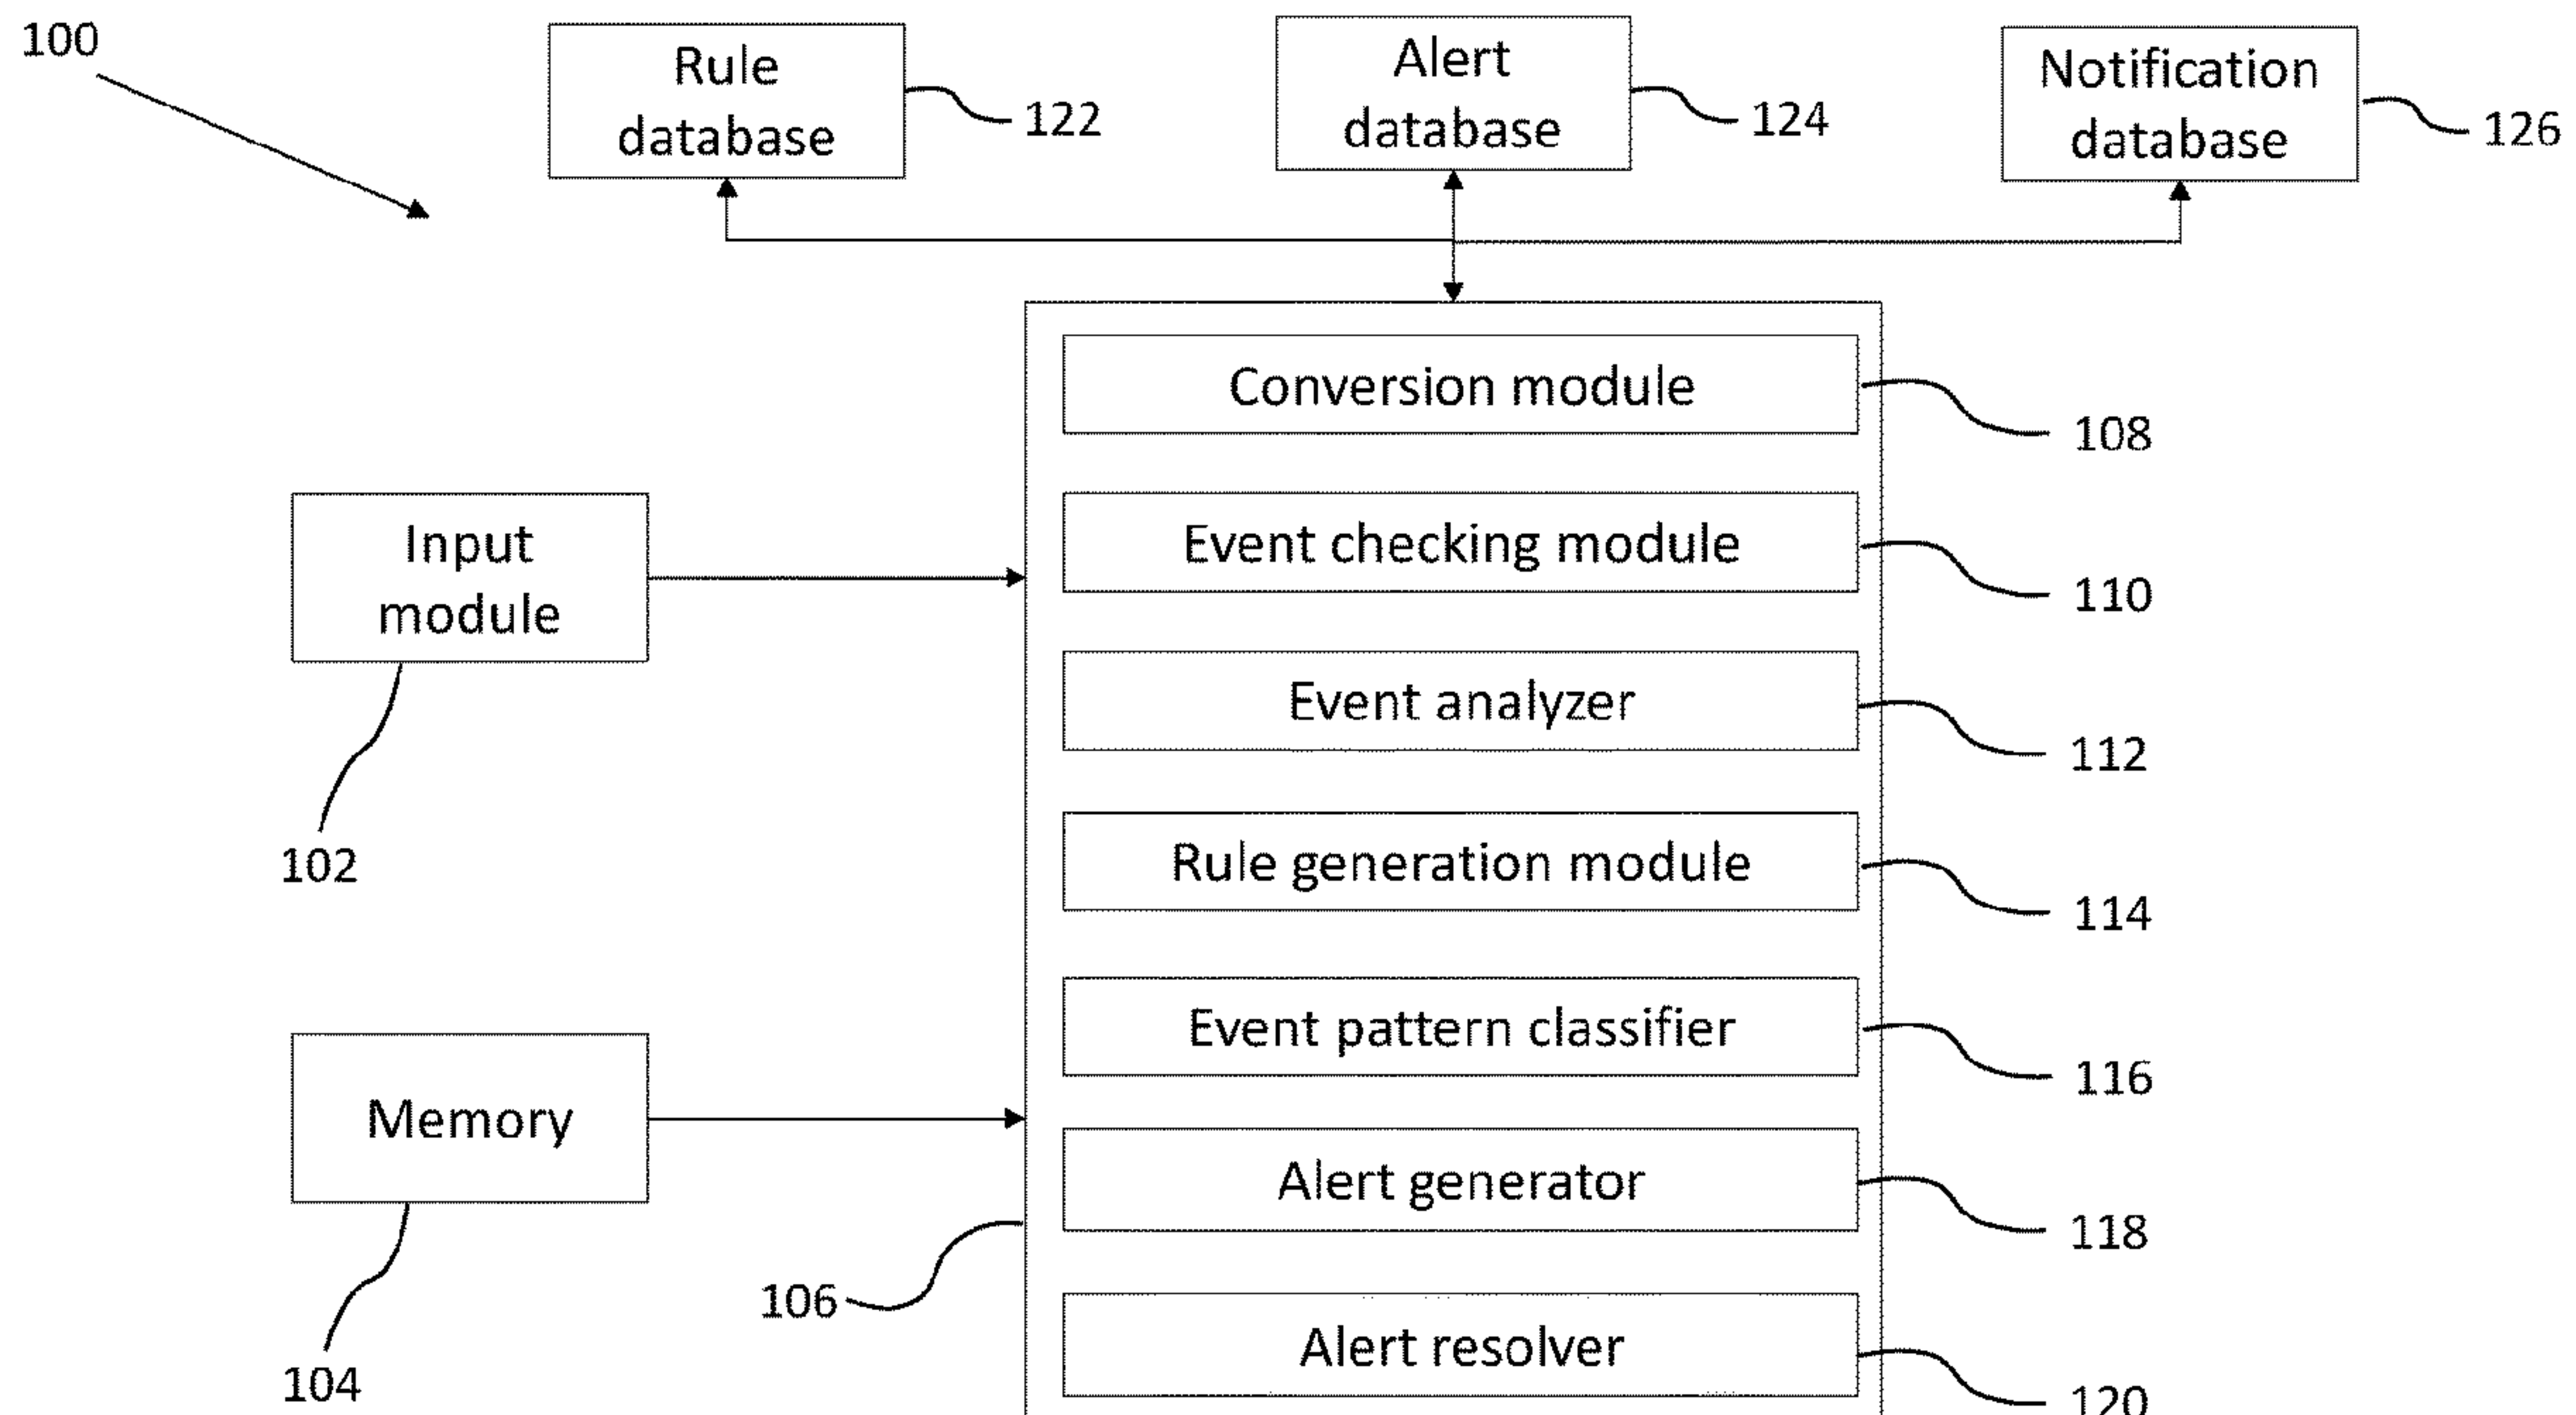 100
Rule
database
122
Alert
database
124
Notification
database
126
Conversion module
108
Input
module
102
Event checking module
110
Event analyzer
112
Rule generation module
114
Event pattern classifier
116
Memory
104
Alert generator
118
106
Alert resolver
120